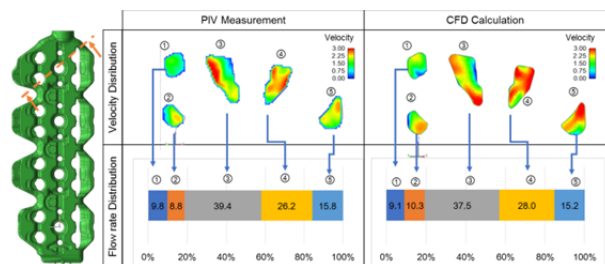 PIV Measurement
CFD Calculation
Velocity Disribution
Velocity
3.00
2.25
1.50
0.75
0.00
① ③ ④
② ⑤
Velocity
3.00
2.25
1.50
0.75
0.00
① ③
② ④ ⑤
Flow rate Distribution
① ② ③ ④ ⑤
9.8 8.8 39.4 26.2 15.8
0% 20% 40% 60% 80% 100%
① ② ③ ④ ⑤
9.1 10.3 37.5 28.0 15.2
0% 20% 40% 60% 80% 100%